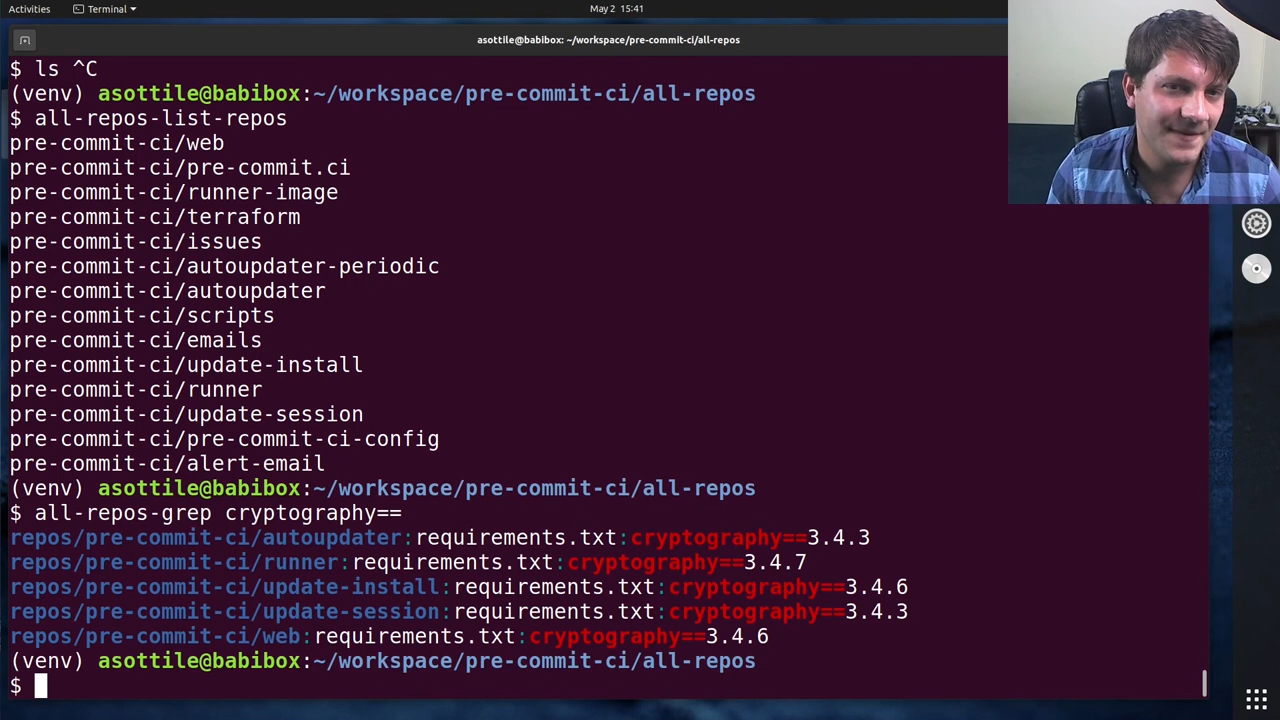 Activities
Terminal
May 2 15:41
asottile@babibox: ~/workspace/pre-commit-ci/all-repos
$ ls ^C
(venv) asottile@babibox:~/workspace/pre-commit-ci/all-repos
$ all-repos-list-repos
pre-commit-ci/web
pre-commit-ci/pre-commit.ci
pre-commit-ci/runner-image
pre-commit-ci/terraform
pre-commit-ci/issues
pre-commit-ci/autoupdater-periodic
pre-commit-ci/autoupdater
pre-commit-ci/scripts
pre-commit-ci/emails
pre-commit-ci/update-install
pre-commit-ci/runner
pre-commit-ci/update-session
pre-commit-ci/pre-commit-ci-config
pre-commit-ci/alert-email
(venv) asottile@babibox:~/workspace/pre-commit-ci/all-repos
$ all-repos-grep cryptography==
repos/pre-commit-ci/autoupdater:requirements.txt:cryptography==3.4.3
repos/pre-commit-ci/runner:requirements.txt:cryptography==3.4.7
repos/pre-commit-ci/update-install:requirements.txt:cryptography==3.4.6
repos/pre-commit-ci/update-session:requirements.txt:cryptography==3.4.3
repos/pre-commit-ci/web:requirements.txt:cryptography==3.4.6
(venv) asottile@babibox:~/workspace/pre-commit-ci/all-repos
$